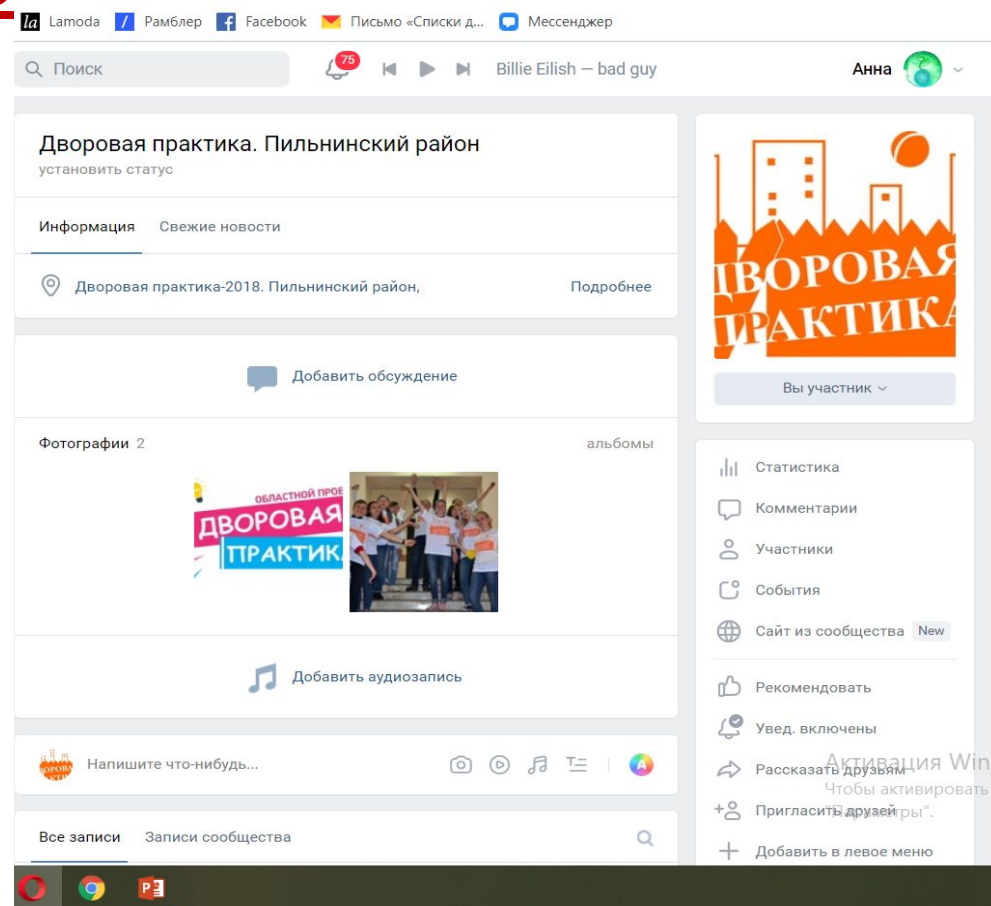 la Lamoda Рамблер Facebook Письмо «Списки д... Мессенджер
Поиск 75 Billie Eilish — bad guy Анна
Дворовая практика. Пильнинский район
установить статус
Информация Свежие новости
Дворовая практика-2018. Пильнинский район, Подробнее
ДВОРОВАЯ
ПРАКТИКА
Вы участник
Добавить обсуждение
Фотографии 2 альбомы
ОБЛАСТНОЙ ПРОЕ
ДВОРОВАЯ
ПРАКТИК
Добавить аудиозапись
Напишите что-нибудь...
Все записи Записи сообщества
Статистика
Комментарии
Участники
События
Сайт из сообщества New
Рекомендовать
Увед. включены
Рассказать друзьям
Пригласить друзей
Добавить в левое меню
Активация Win
Чтобы активировать
"Параметры".